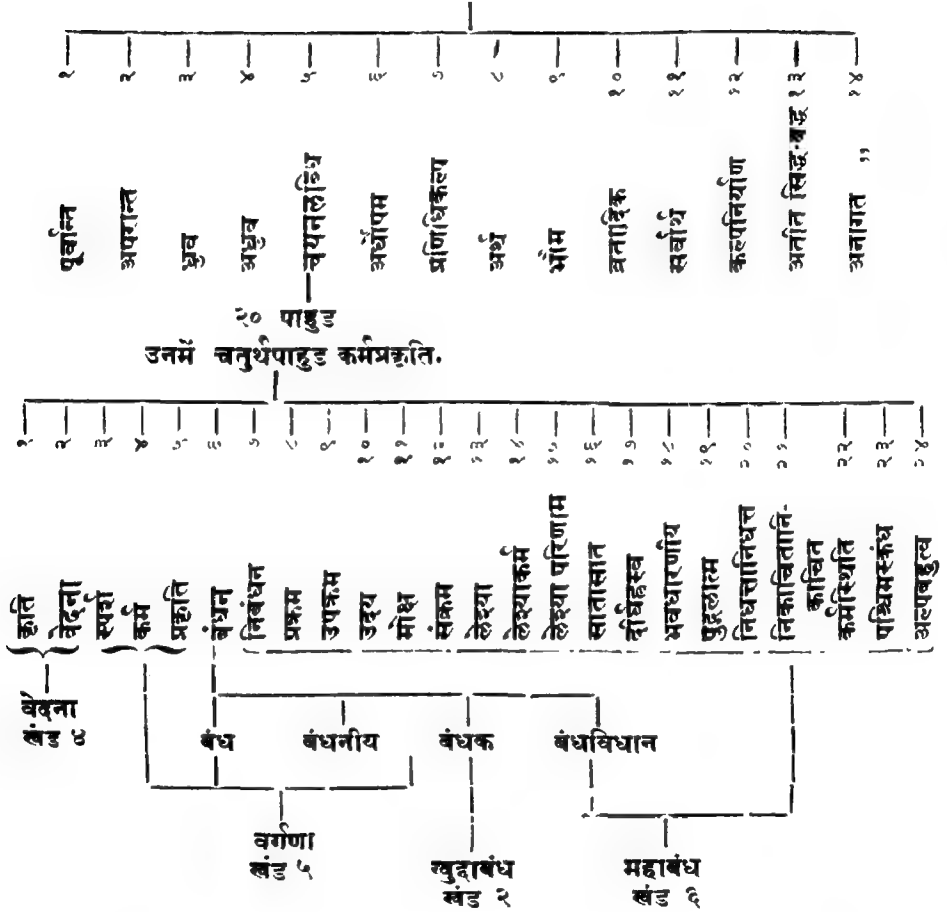 १ २ ३ ४ ५ ६ ७ ८ ९ १० ११ १२ १३ १४
पूर्वान्त
अपरान्त
ध्रुव
अध्रुव
चयनलब्धि
अर्धोपम
प्रणिधिकल्प
अर्थ
भौम
व्रतादिक
सर्वार्थ
कल्पनिर्याण
अतीत सिद्ध-बद्ध
अनागत ,,
२० पाहुड
उनमें चतुर्थपाहुड कर्मप्रकृति.
१ २ ३ ४ ५ ६ ७ ८ ९ १० ११ १२ १३ १४ १५ १६ १७ १८ १९ २० २१ २२ २३ २४
कृति
वेदना
स्पर्श
कर्म
प्रकृति
बंधन
निबंधन
प्रक्रम
उपक्रम
उदय
मोक्ष
संक्रम
लेश्या
लेश्याकर्म
लेश्या परिणाम
सातासात
दीर्घह्रस्व
भवधारणीय
पुद्गलात्म
निधत्तानिधत्त
निकाचितानि-
काचित
कर्मस्थिति
पश्चिमस्कंध
अल्पबहुत्व
वेदना
खंड ४
बंध बंधनीय बंधक बंधविधान
वर्गणा
खंड ५
खुद्दाबंध
खंड २
महाबंध
खंड ६